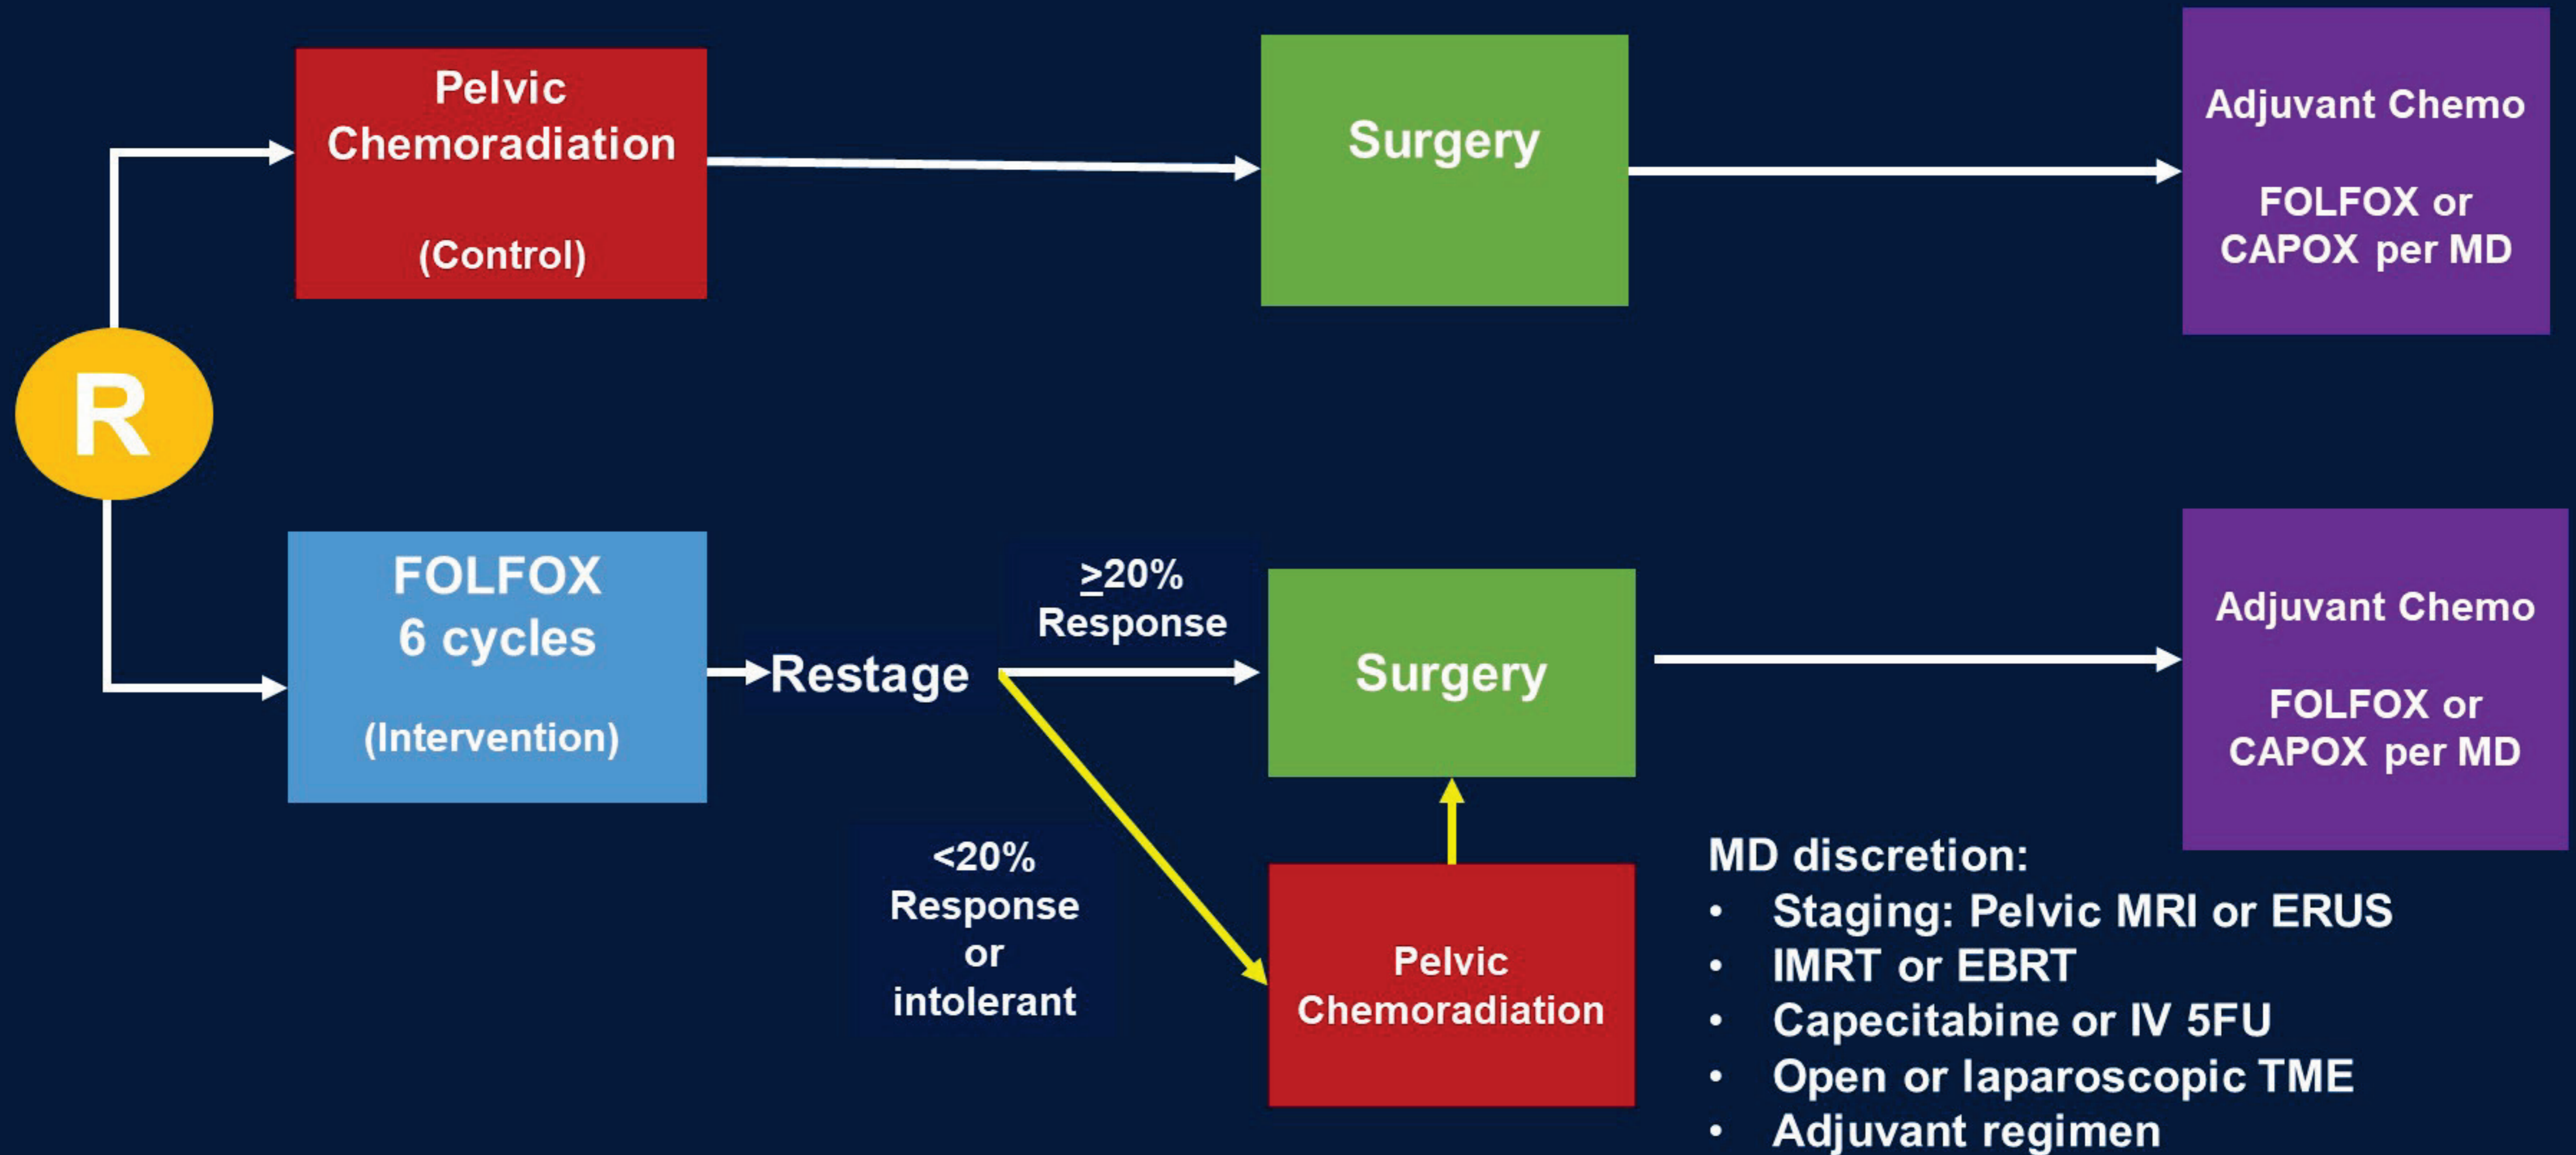 Pelvic
Chemoradiation
(Control)
Surgery
Adjuvant Chemo
FOLFOX or
CAPOX per MD
R
FOLFOX
6 cycles
(Intervention)
Restage
≥20%
Response
Surgery
Adjuvant Chemo
FOLFOX or
CAPOX per MD
<20%
Response
or
intolerant
Pelvic
Chemoradiation
MD discretion:
• Staging: Pelvic MRI or ERUS
• IMRT or EBRT
• Capecitabine or IV 5FU
• Open or laparoscopic TME
• Adjuvant regimen